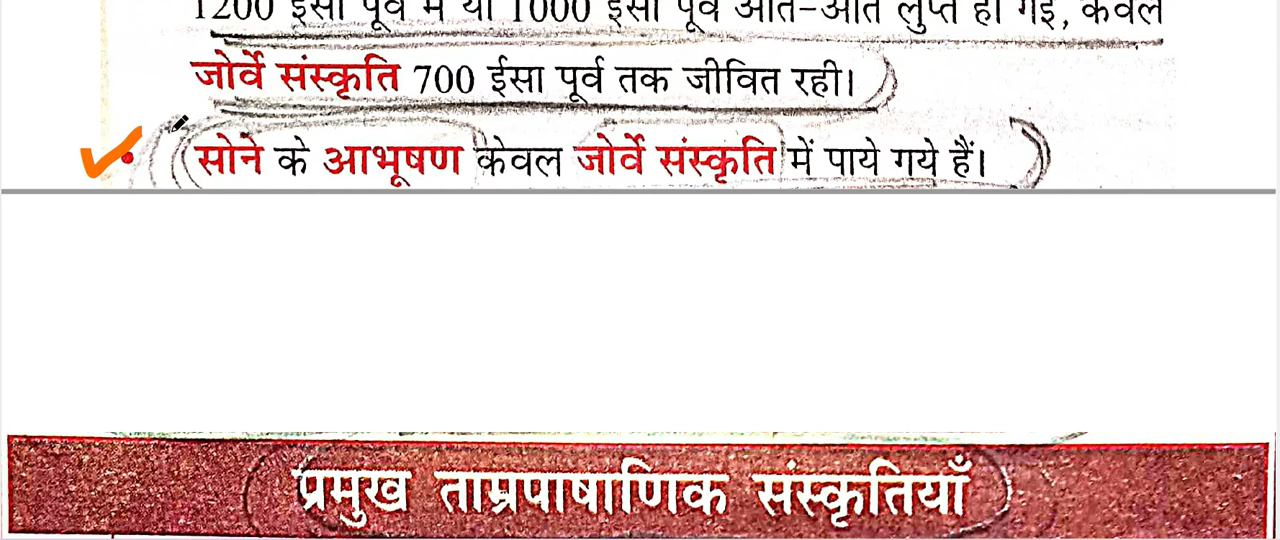 1200 ईसा पूर्व में या 1000 ईसा पूर्व आते-आते लुप्त हो गई, केवल
जोर्वे संस्कृति 700 ईसा पूर्व तक जीवित रही।
सोने के आभूषण केवल जोर्वे संस्कृति में पाये गये हैं।
प्रमुख ताम्रपाषाणिक संस्कृतियाँ